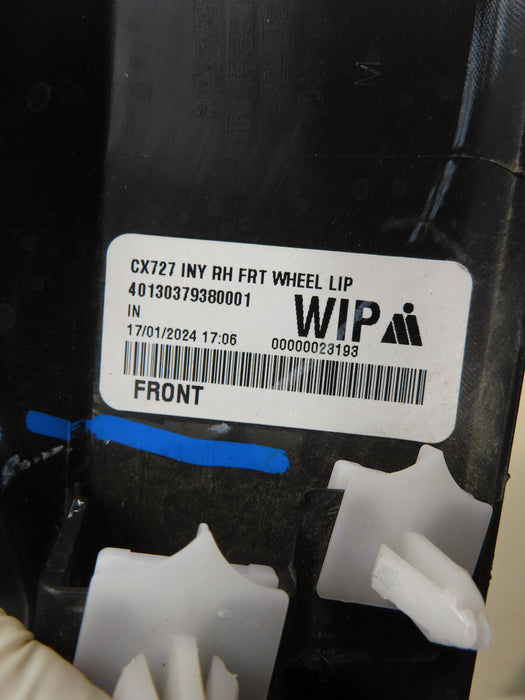 CX727 INY RH FRT WHEEL LIP
40130379380001
IN
WIP
17/01/2024 17:06
00000023193
FRONT